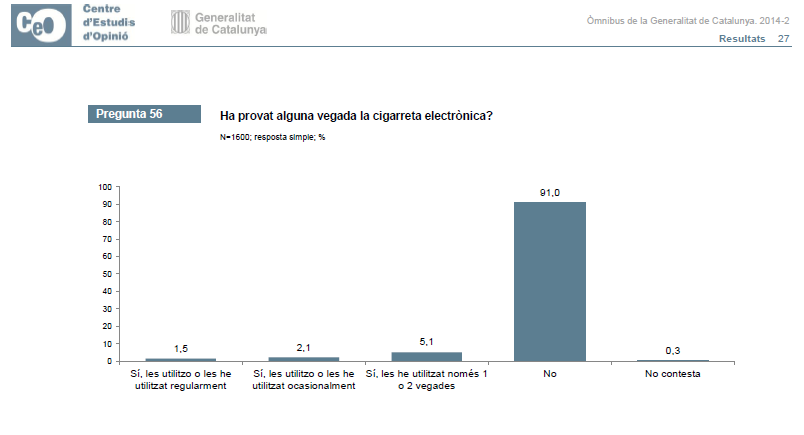 CeO
Centre
d'Estudis
d'Opinió
Generalitat
de Catalunya
Òmnibus de la Generalitat de Catalunya. 2014-2
Resultats 27
Pregunta 56
Ha provat alguna vegada la cigarreta electrònica?
N=1600; resposta simple; %
100
90
80
70
60
50
40
30
20
10
0
1,5
2,1
5,1
91,0
0,3
Sí, les utilitzo o les he
utilitzat regularment
Sí, les utilitzo o les he
utilitzat ocasionalment
Sí, les he utilitzat només 1
o 2 vegades
No
No contesta